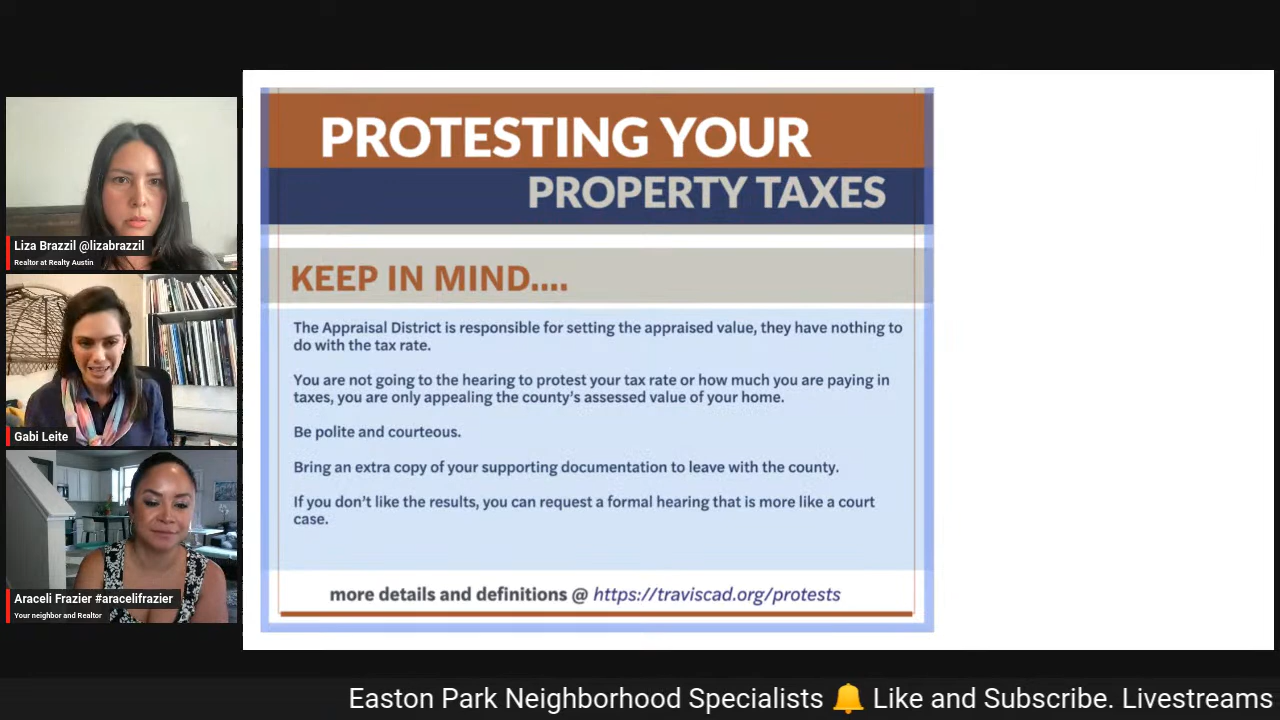 Liza Brazzil @lizabrazzil
Realtor at Realty Austin
Gabi Leite
Araceli Frazier #aracelifrazier
Your neighbor and Realtor
PROTESTING YOUR
PROPERTY TAXES
KEEP IN MIND....
The Appraisal District is responsible for setting the appraised value, they have nothing to
do with the tax rate.
You are not going to the hearing to protest your tax rate or how much you are paying in
taxes, you are only appealing the county's assessed value of your home.
Be polite and courteous.
Bring an extra copy of your supporting documentation to leave with the county.
If you don't like the results, you can request a formal hearing that is more like a court
case.
more details and definitions @ https://traviscad.org/protests
Easton Park Neighborhood Specialists 🔔 Like and Subscribe. Livestreams